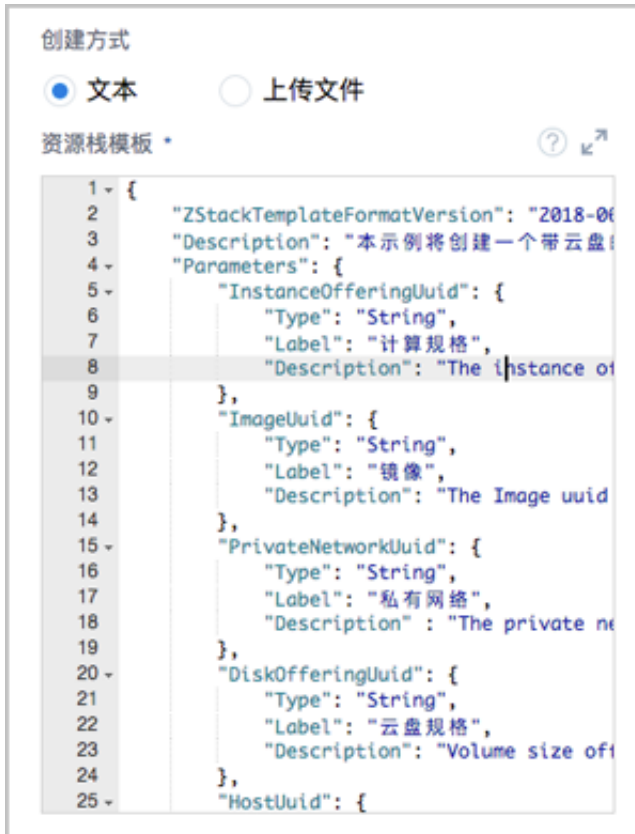 创建方式
文本 上传文件
资源栈模板 *
1 {
2 "ZStackTemplateFormatVersion": "2018-06
3 "Description": "本示例将创建一个带云盘
4 "Parameters": {
5 "InstanceOfferingUuid": {
6 "Type": "String",
7 "Label": "计算规格",
8 "Description": "The instance of
9 },
10 "ImageUuid": {
11 "Type": "String",
12 "Label": "镜像",
13 "Description": "The Image uuid
14 },
15 "PrivateNetworkUuid": {
16 "Type": "String",
17 "Label": "私有网络",
18 "Description" : "The private ne
19 },
20 "DiskOfferingUuid": {
21 "Type": "String",
22 "Label": "云盘规格",
23 "Description": "Volume size off
24 },
25 "HostUuid": {